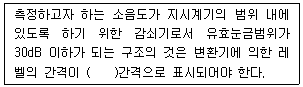 측정하고자 하는 소음도가 지시계기의 범위 내에
있도록 하기 위한 감쇠기로서 유효눈금범위가
30dB 이하가 되는 구조의 것은 변환기에 의한 레
벨의 간격이 (    )간격으로 표시되어야 한다.